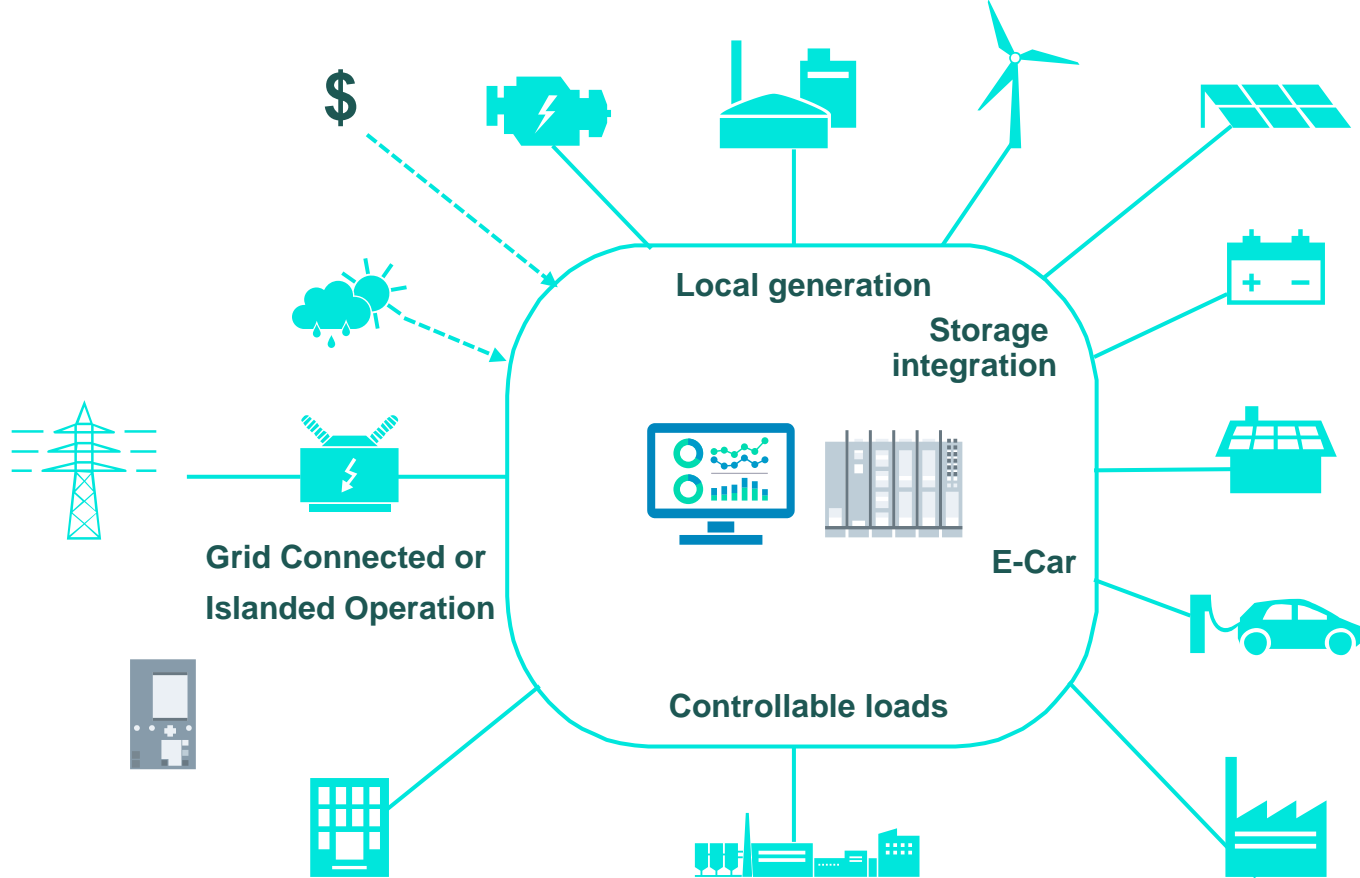 $
Local generation
Storage
integration
Grid Connected or
Islanded Operation
E-Car
Controllable loads